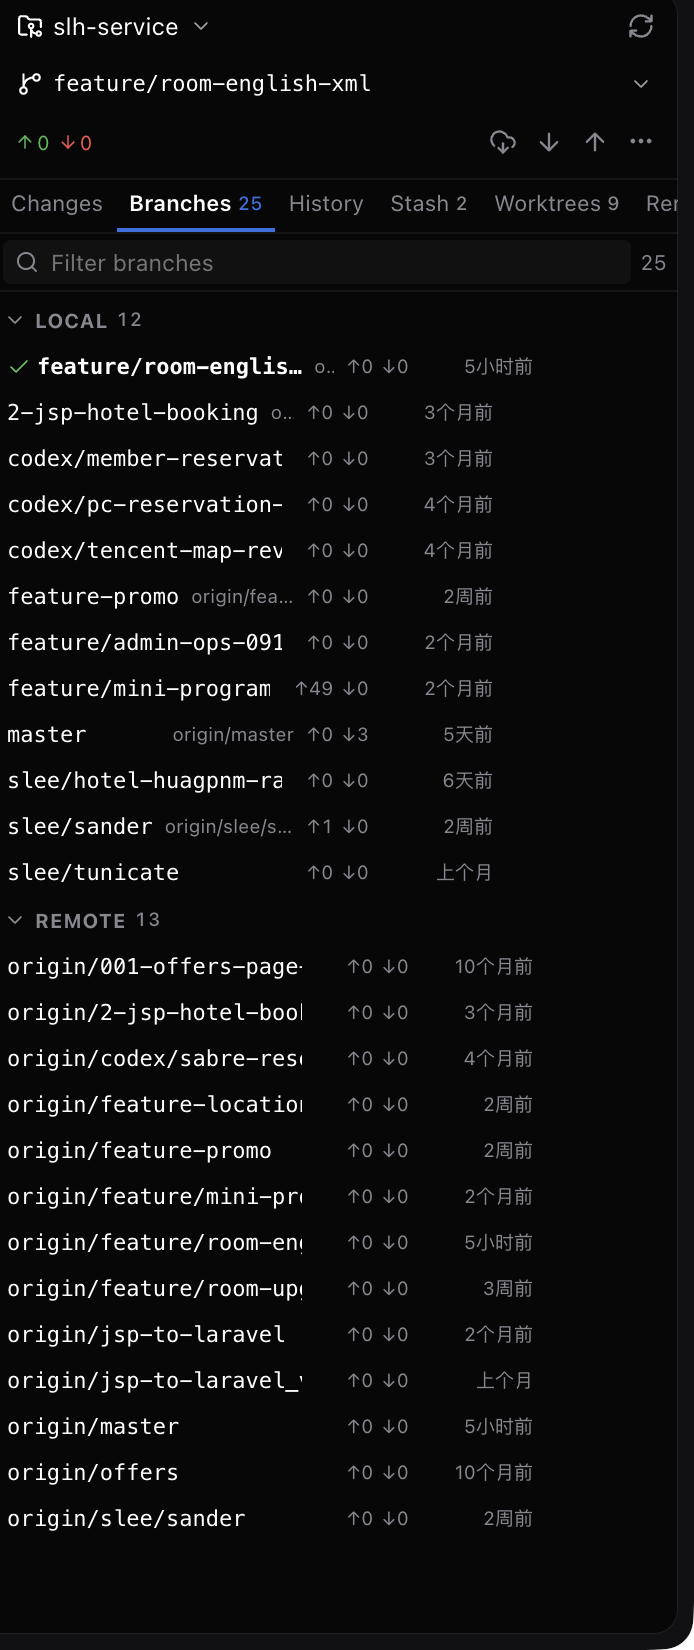 slh-service
feature/room-english-xml
↑0 ↓0
Changes Branches 25 History Stash 2 Worktrees 9 Rer
Filter branches 25
LOCAL 12
feature/room-englis… o.. ↑0 ↓0 5小时前
2-jsp-hotel-booking o... ↑0 ↓0 3个月前
codex/member-reservat ↑0 ↓0 3个月前
codex/pc-reservation- ↑0 ↓0 4个月前
codex/tencent-map-rev ↑0 ↓0 4个月前
feature-promo origin/fea... ↑0 ↓0 2周前
feature/admin-ops-091 ↑0 ↓0 2个月前
feature/mini-program ↑49 ↓0 2个月前
master origin/master ↑0 ↓3 5天前
slee/hotel-huagpnm-ra ↑0 ↓0 6天前
slee/sander origin/slee/s... ↑1 ↓0 2周前
slee/tunicate ↑0 ↓0 上个月
REMOTE 13
origin/001-offers-page- ↑0 ↓0 10个月前
origin/2-jsp-hotel-bool ↑0 ↓0 3个月前
origin/codex/sabre-rese ↑0 ↓0 4个月前
origin/feature-location ↑0 ↓0 2周前
origin/feature-promo ↑0 ↓0 2周前
origin/feature/mini-pro ↑0 ↓0 2个月前
origin/feature/room-eng ↑0 ↓0 5小时前
origin/feature/room-upg ↑0 ↓0 3周前
origin/jsp-to-laravel ↑0 ↓0 2个月前
origin/jsp-to-laravel_v ↑0 ↓0 上个月
origin/master ↑0 ↓0 5小时前
origin/offers ↑0 ↓0 10个月前
origin/slee/sander ↑0 ↓0 2周前